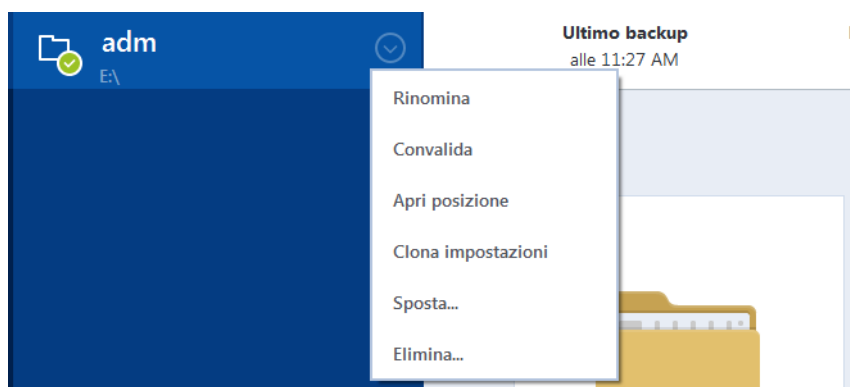 adm
E:\
Ultimo backup
alle 11:27 AM
Rinomina
Convalida
Apri posizione
Clona impostazioni
Sposta...
Elimina...